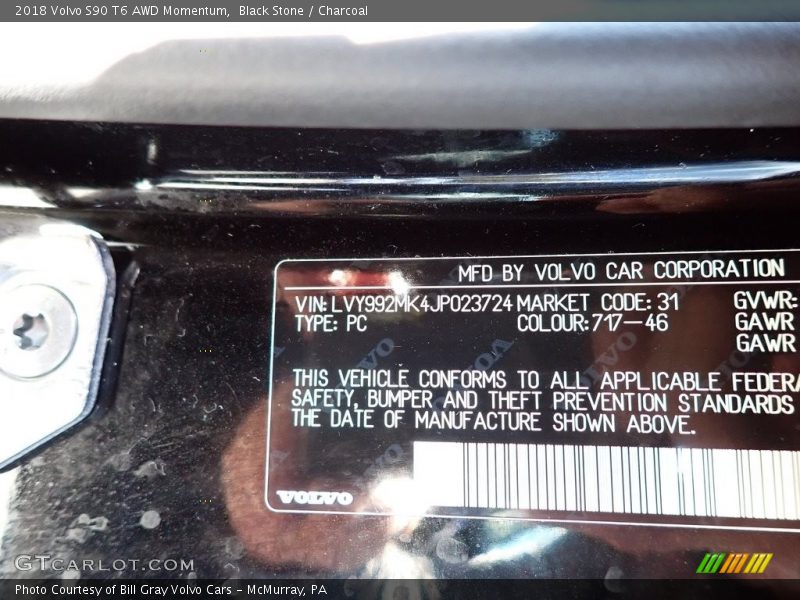 2018 Volvo S90 T6 AWD Momentum,  Black Stone / Charcoal
MFD BY VOLVO CAR CORPORATION
VIN: LVY992MK4JP023724 MARKET CODE: 31 GVWR:
TYPE: PC COLOUR: 717-46 GAWR
GAWR
THIS VEHICLE CONFORMS TO ALL APPLICABLE FEDERA
SAFETY, BUMPER AND THEFT PREVENTION STANDARDS
THE DATE OF MANUFACTURE SHOWN ABOVE.
VOLVO
GTCARLOT.COM
Photo Courtesy of Bill Gray Volvo Cars - McMurray, PA